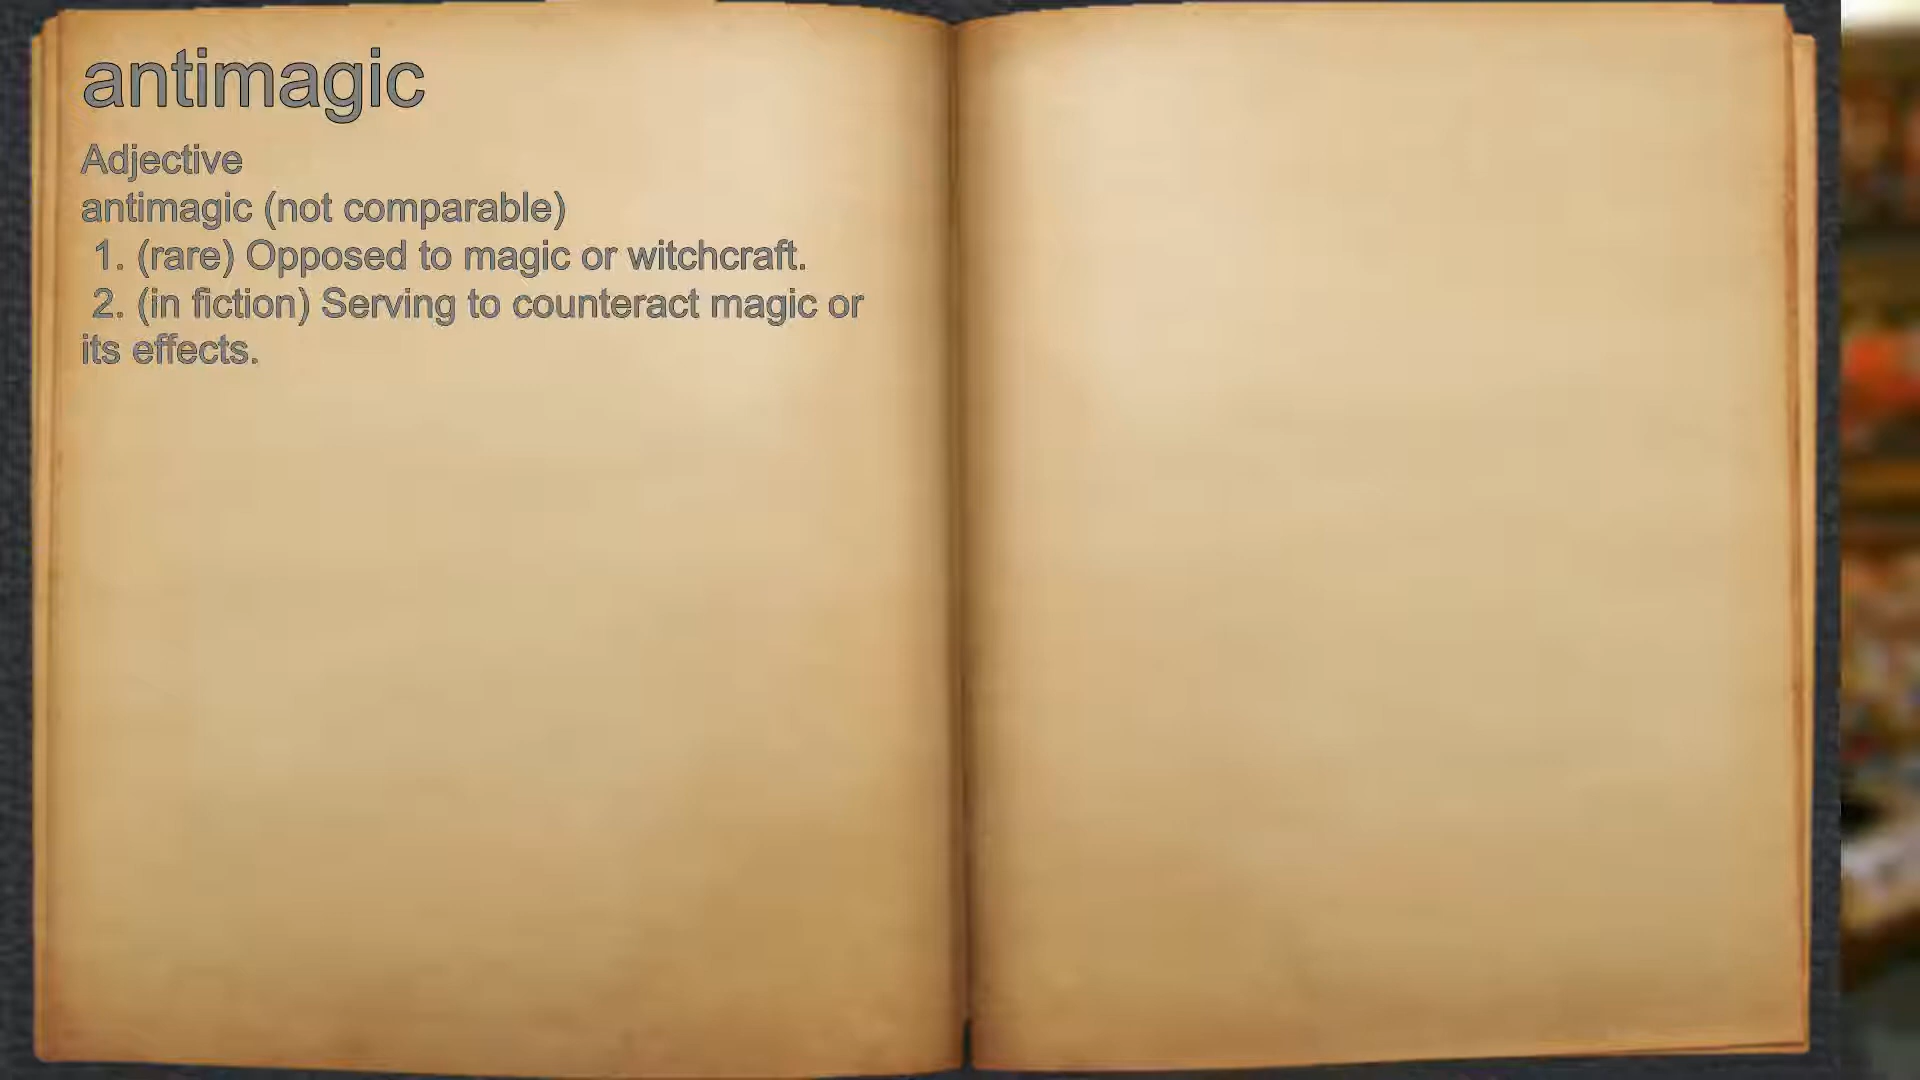 antimagic
Adjective
antimagic (not comparable)
1. (rare) Opposed to magic or witchcraft.
2. (in fiction) Serving to counteract magic or
its effects.